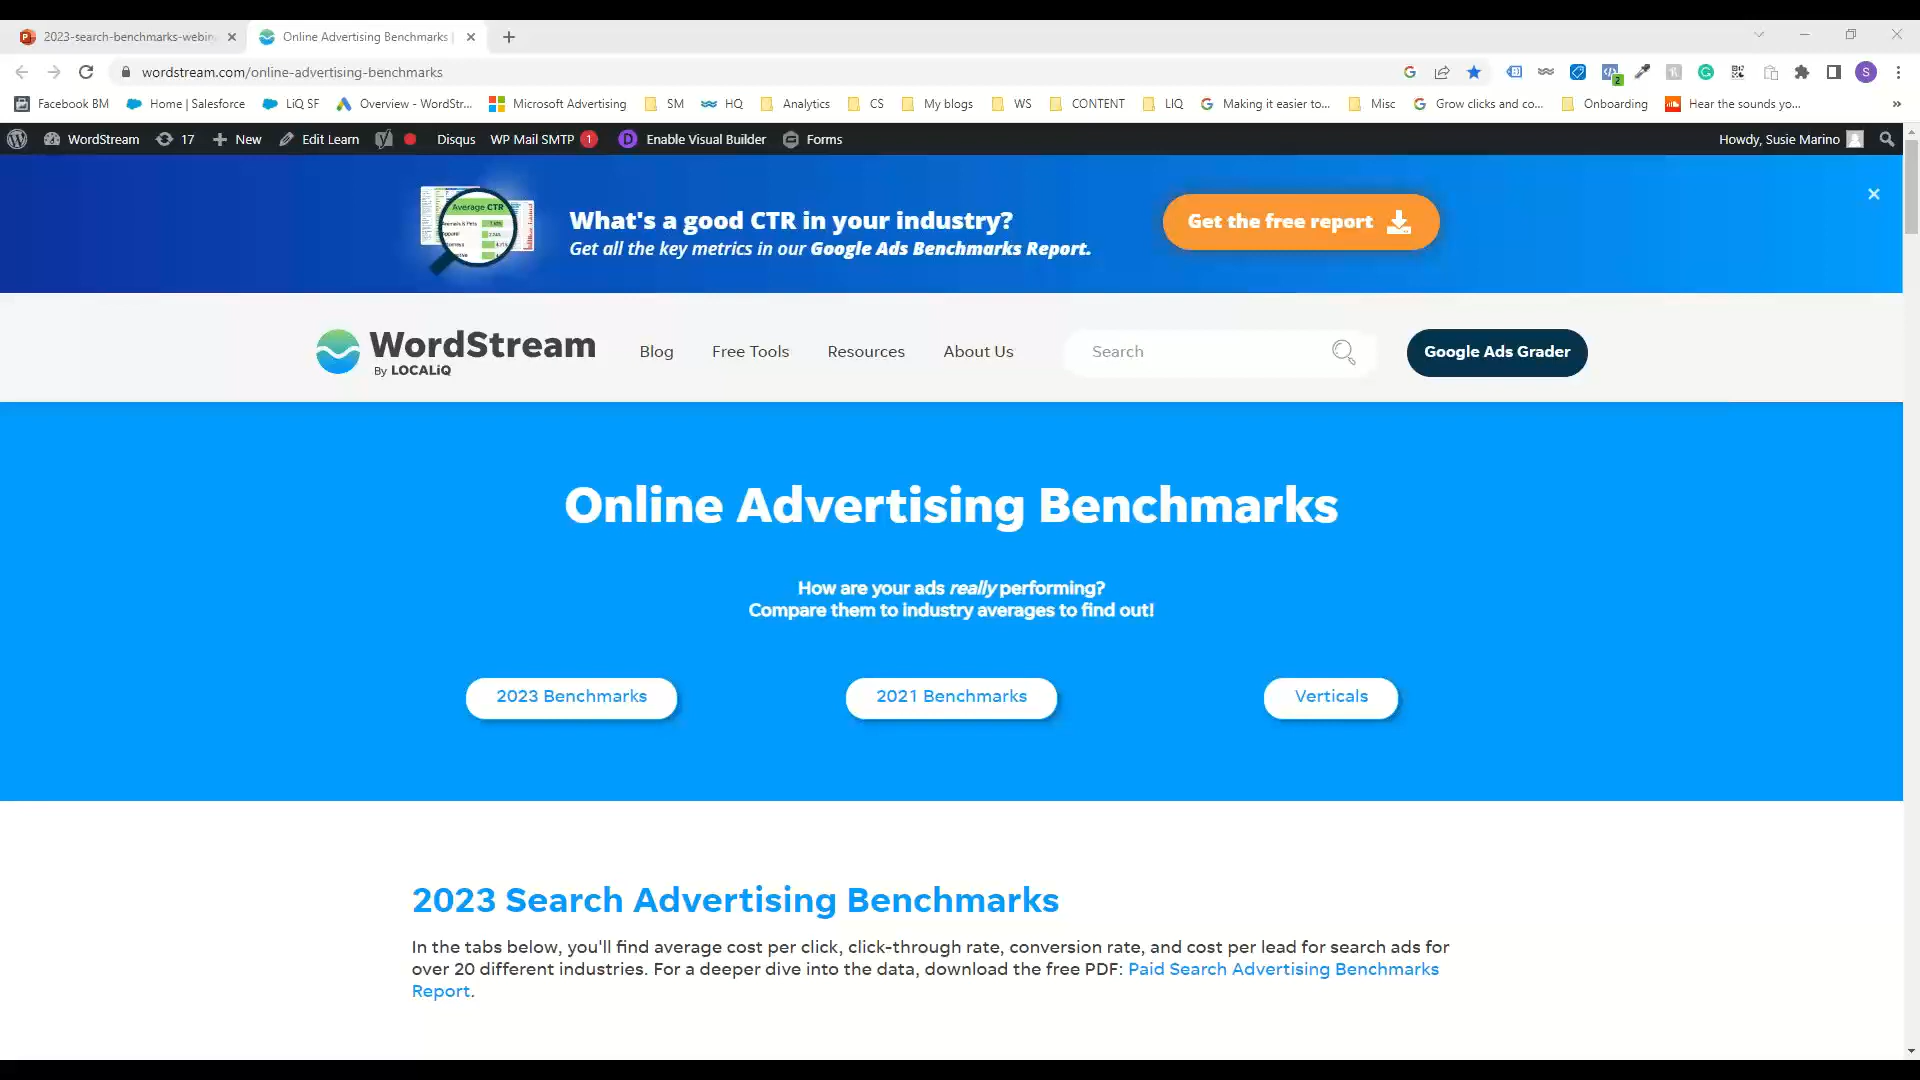 2023-search-benchmarks-webin
Online Advertising Benchmarks |
wordstream.com/online-advertising-benchmarks
2
S
Facebook BM
Home | Salesforce
LiQ SF
Overview - WordStr...
Microsoft Advertising
SM
HQ
Analytics
CS
My blogs
WS
CONTENT
LIQ
Making it easier to...
Misc
Grow clicks and co...
Onboarding
Hear the sounds yo...
»
WordStream
17
New
Edit Learn
Disqus
WP Mail SMTP 1
Enable Visual Builder
Forms
Howdy, Susie Marino
Average CTR
What's a good CTR in your industry?
Get all the key metrics in our Google Ads Benchmarks Report.
Get the free report
WordStream
By LOCALiQ
Blog
Free Tools
Resources
About Us
Search
Google Ads Grader
Online Advertising Benchmarks
How are your ads really performing?
Compare them to industry averages to find out!
2023 Benchmarks
2021 Benchmarks
Verticals
2023 Search Advertising Benchmarks
In the tabs below, you'll find average cost per click, click-through rate, conversion rate, and cost per lead for search ads for
over 20 different industries. For a deeper dive into the data, download the free PDF: Paid Search Advertising Benchmarks
Report.